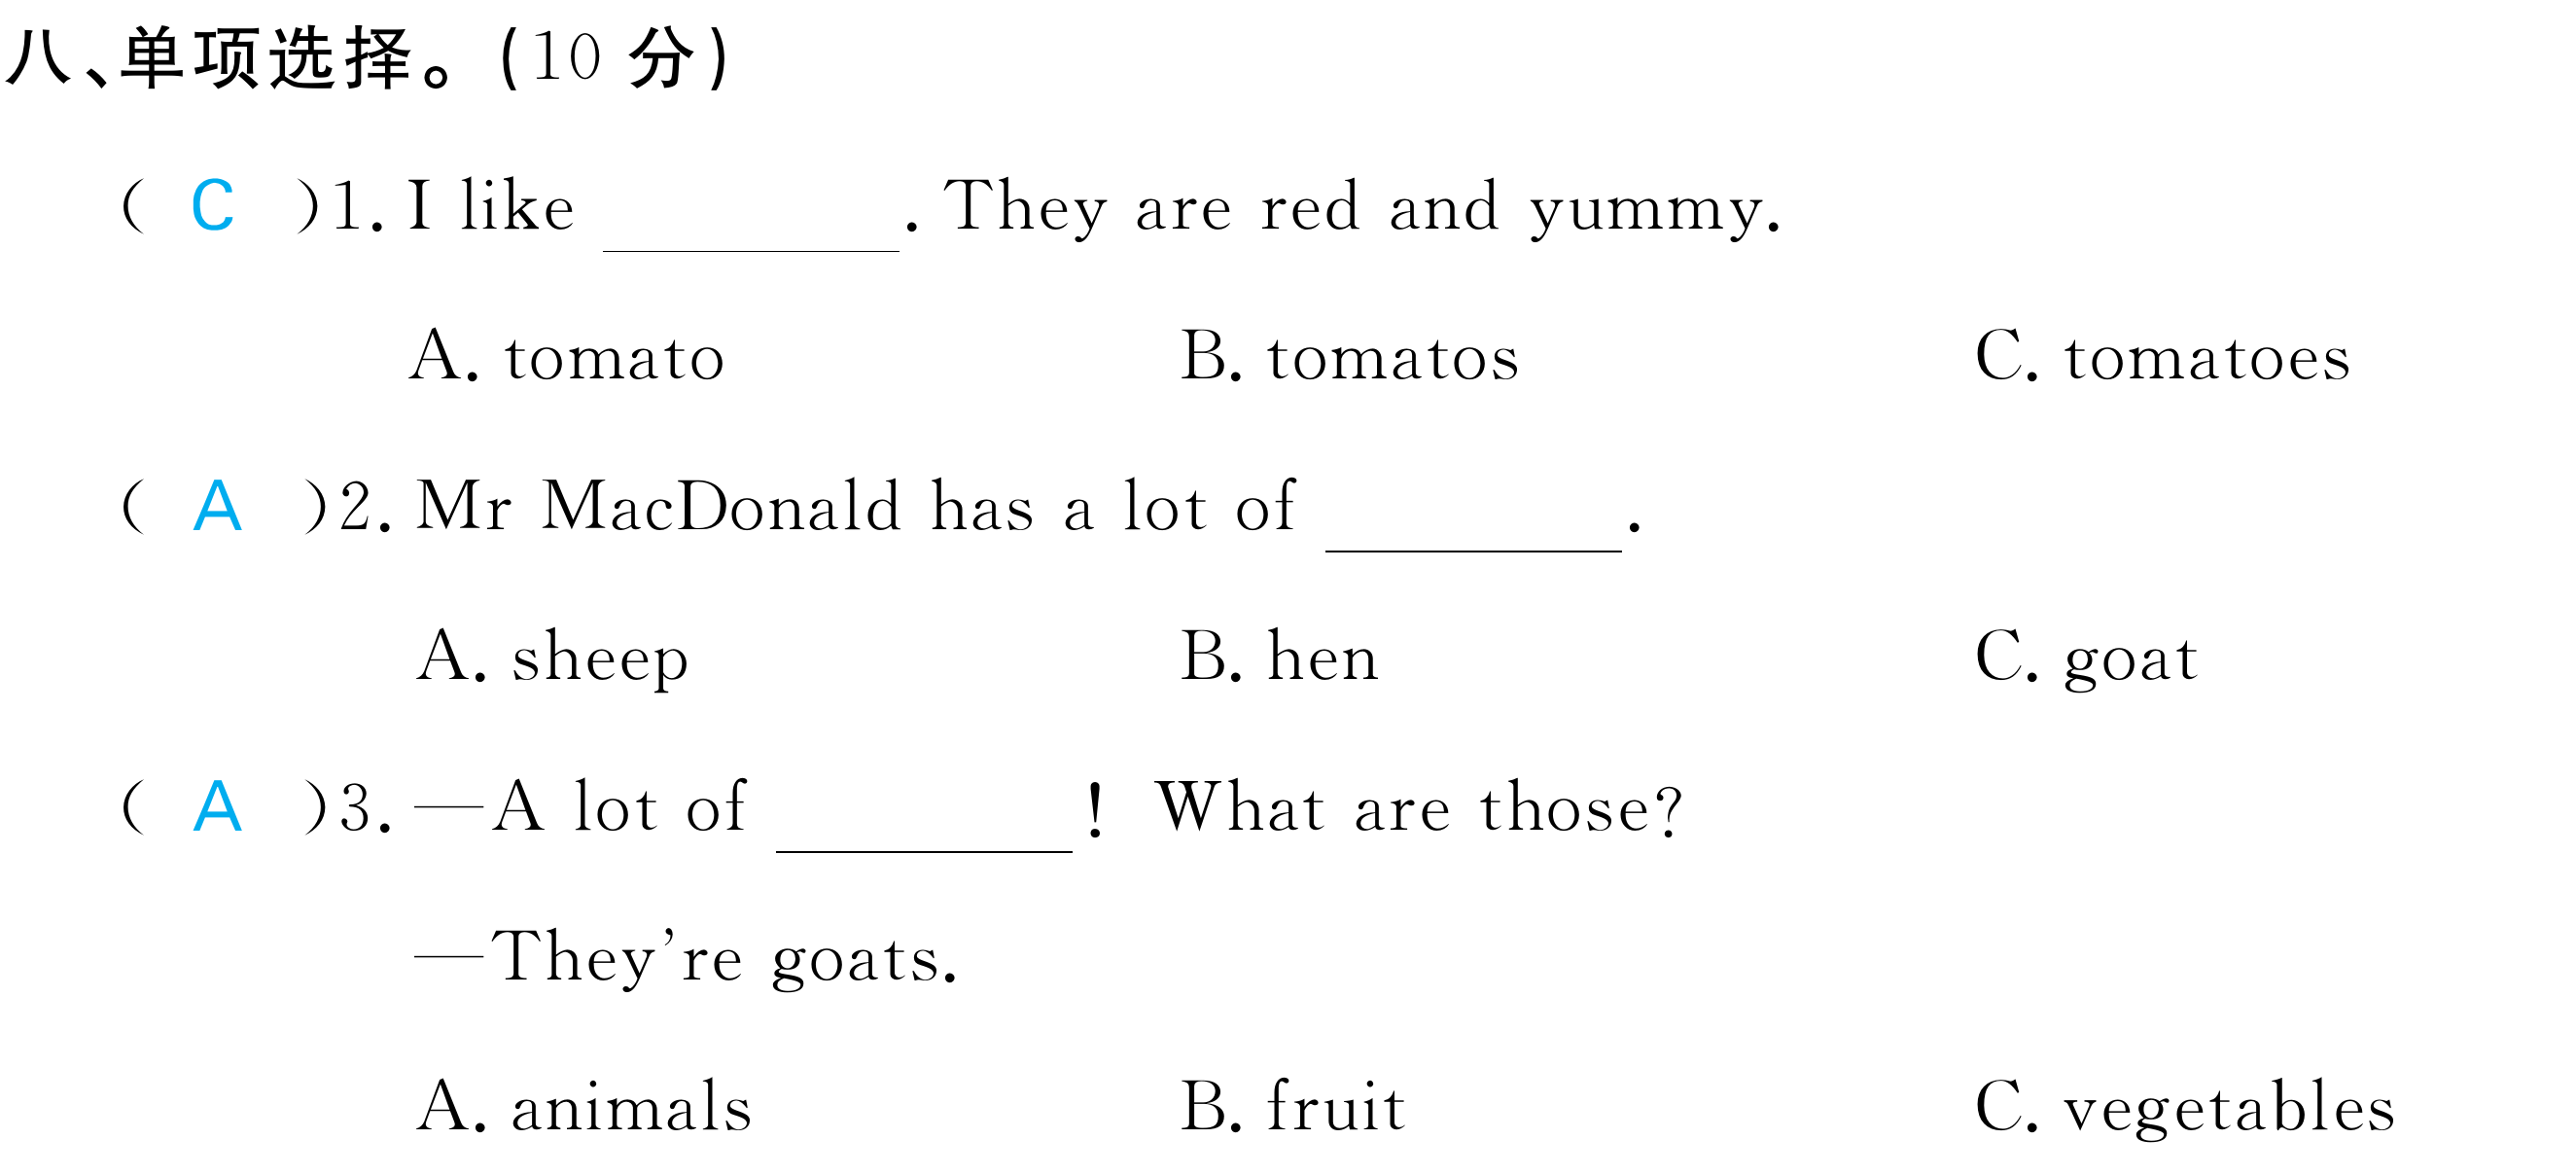 八、单项选择。(10 分)
( C )1. I like ________. They are red and yummy.
A. tomato B. tomatos C. tomatoes
( A )2. Mr MacDonald has a lot of ________.
A. sheep B. hen C. goat
( A )3. —A lot of ________! What are those?
—They’re goats.
A. animals B. fruit C. vegetables